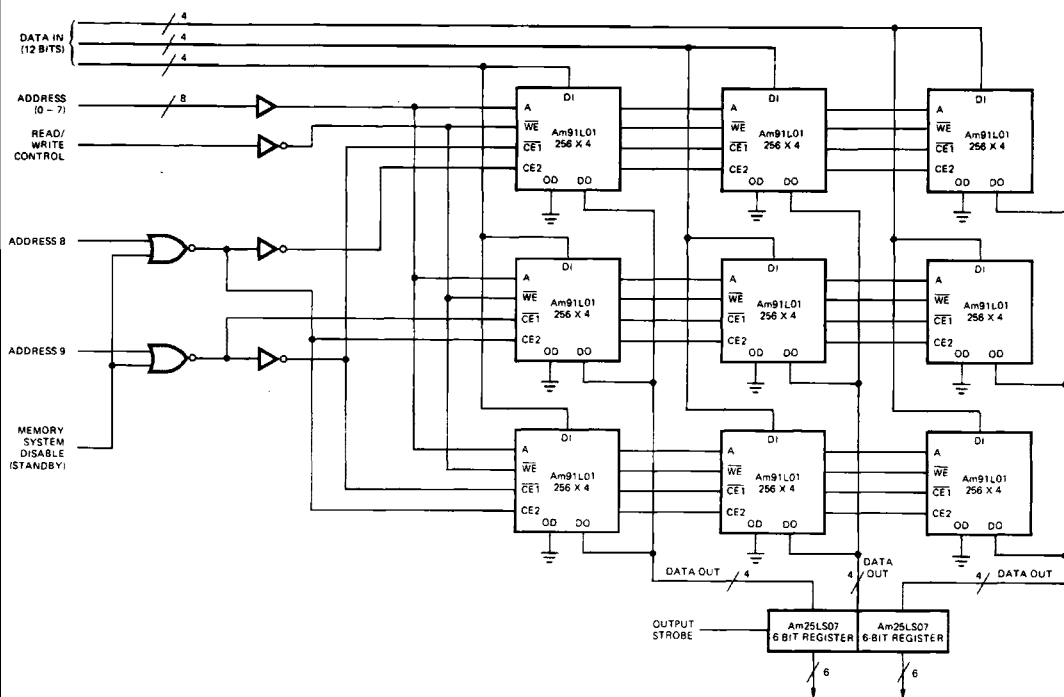 DATA IN
(12 BITS)
4
4
4
ADDRESS
(0 – 7)
8
READ/
WRITE
CONTROL
ADDRESS 8
ADDRESS 9
MEMORY
SYSTEM
DISABLE
(STANDBY)
DI
A
WE
CE1
CE2
Am91L01
256 X 4
OD DO
DI
A
WE
CE1
CE2
Am91L01
256 X 4
OD DO
DI
A
WE
CE1
CE2
Am91L01
256 X 4
OD DO
DI
A
WE
CE1
CE2
Am91L01
256 X 4
OD DO
DI
A
WE
CE1
CE2
Am91L01
256 X 4
OD DO
DI
A
WE
CE1
CE2
Am91L01
256 X 4
OD DO
DI
A
WE
CE1
CE2
Am91L01
256 X 4
OD DO
DI
A
WE
CE1
CE2
Am91L01
256 X 4
OD DO
DI
A
WE
CE1
CE2
Am91L01
256 X 4
OD DO
DATA OUT 4
4 DATA
OUT
4 DATA OUT
OUTPUT
STROBE
Am25LS07
6-BIT REGISTER
Am25LS07
6-BIT REGISTER
6
6